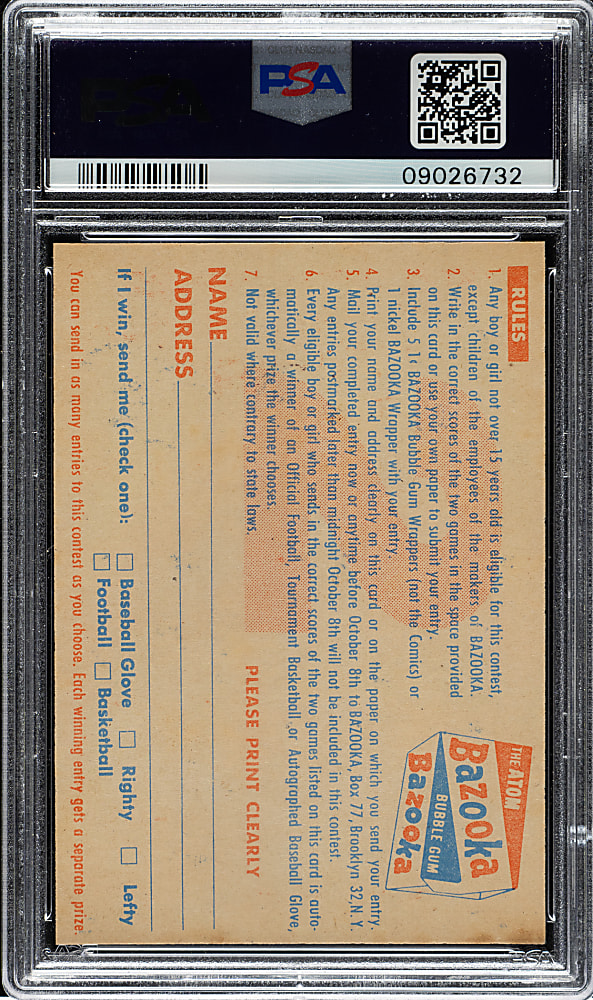 PSA
09026732
RULES
1. Any boy or girl not over 15 years old is eligible for this contest,
except children of the employees of the makers of BAZOOKA.
2. Write in the correct scores of the two games in the space provided
on this card or use your own paper to submit your entry.
3. Include 5 1¢ BAZOOKA Bubble Gum Wrappers (not the Comics) or
1 nickel BAZOOKA Wrapper with your entry.
4. Print your name and address clearly on this card or on the paper on which you send your entry.
5. Mail your completed entry now or anytime before October 8th to BAZOOKA, Box 77, Brooklyn 32, N. Y.
Any entries postmarked later than midnight October 8th will not be included in this contest.
6. Every eligible boy or girl who sends in the correct scores of the two games listed on this card is auto-
matically a winner of an Official Football, Tournament Basketball or Autographed Baseball Glove,
whichever prize the winner chooses.
7. Not valid where contrary to state laws.
THE ATOM
Bazooka
BUBBLE GUM
Bazooka
PLEASE PRINT CLEARLY
NAME
ADDRESS
If I win, send me (check one): Baseball Glove Righty Lefty
Football Basketball
You can send in as many entries to this contest as you choose. Each winning entry gets a separate prize.